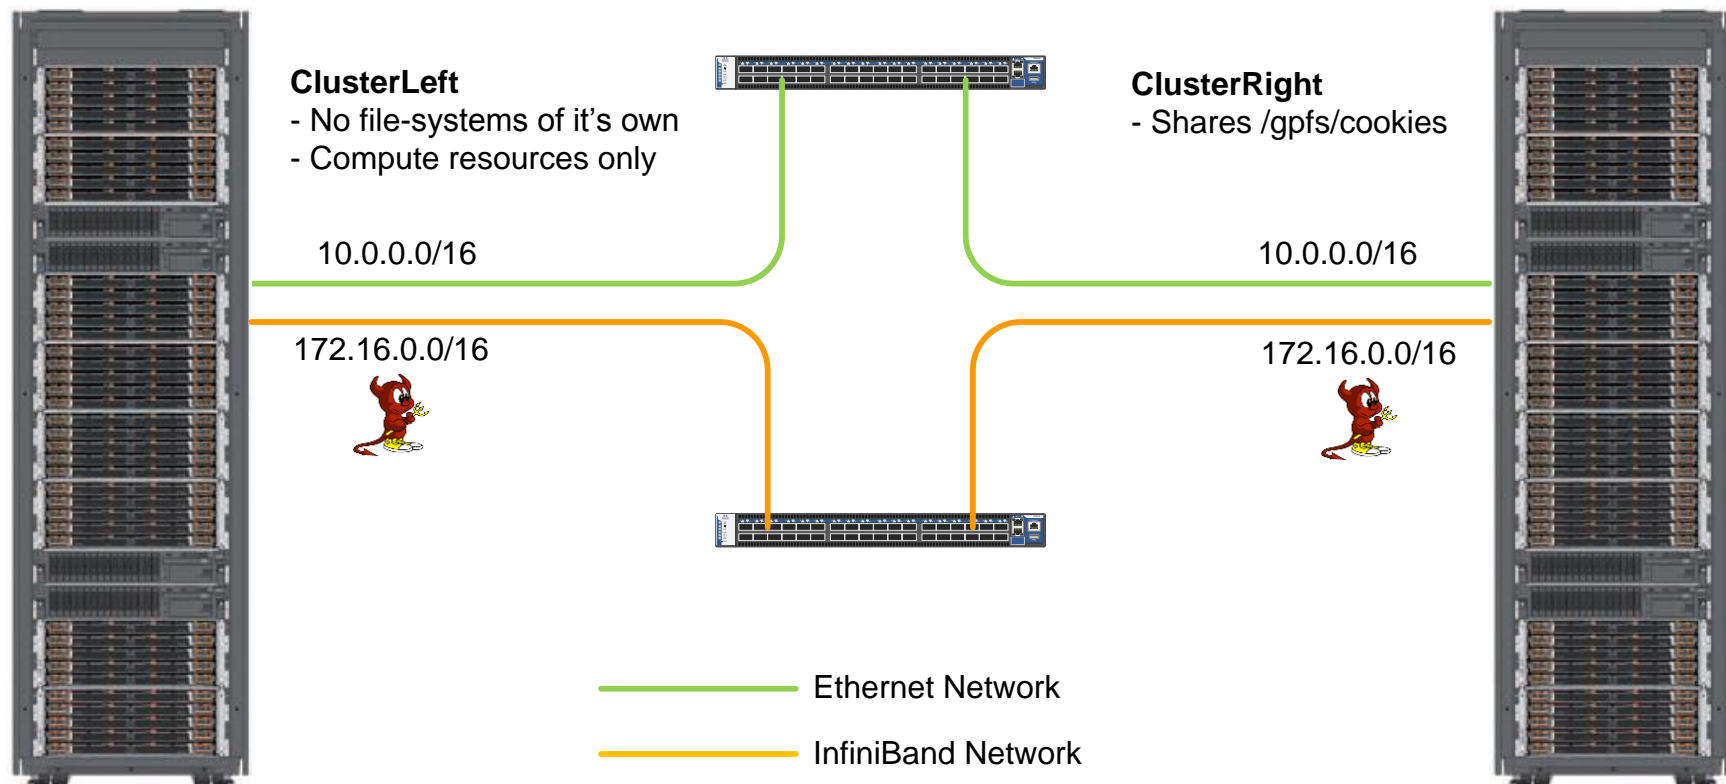 ClusterLeft
- No file-systems of it's own
- Compute resources only
ClusterRight
- Shares /gpfs/cookies
10.0.0.0/16
10.0.0.0/16
172.16.0.0/16
172.16.0.0/16
Ethernet Network
InfiniBand Network